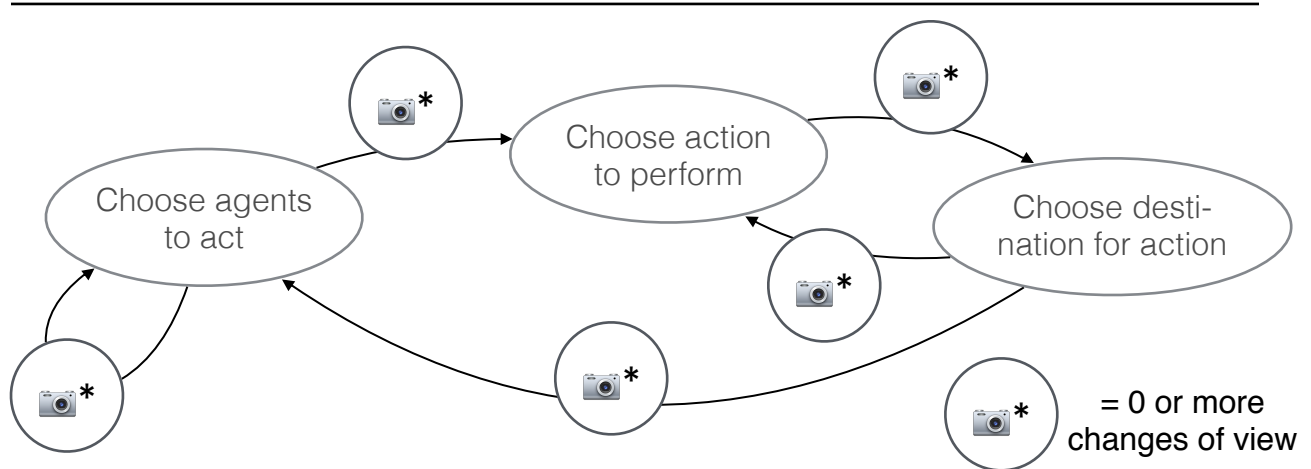 *
*
Choose action
to perform
Choose agents
to act
Choose desti-
nation for action
*
*
*
*
= 0 or more
changes of view